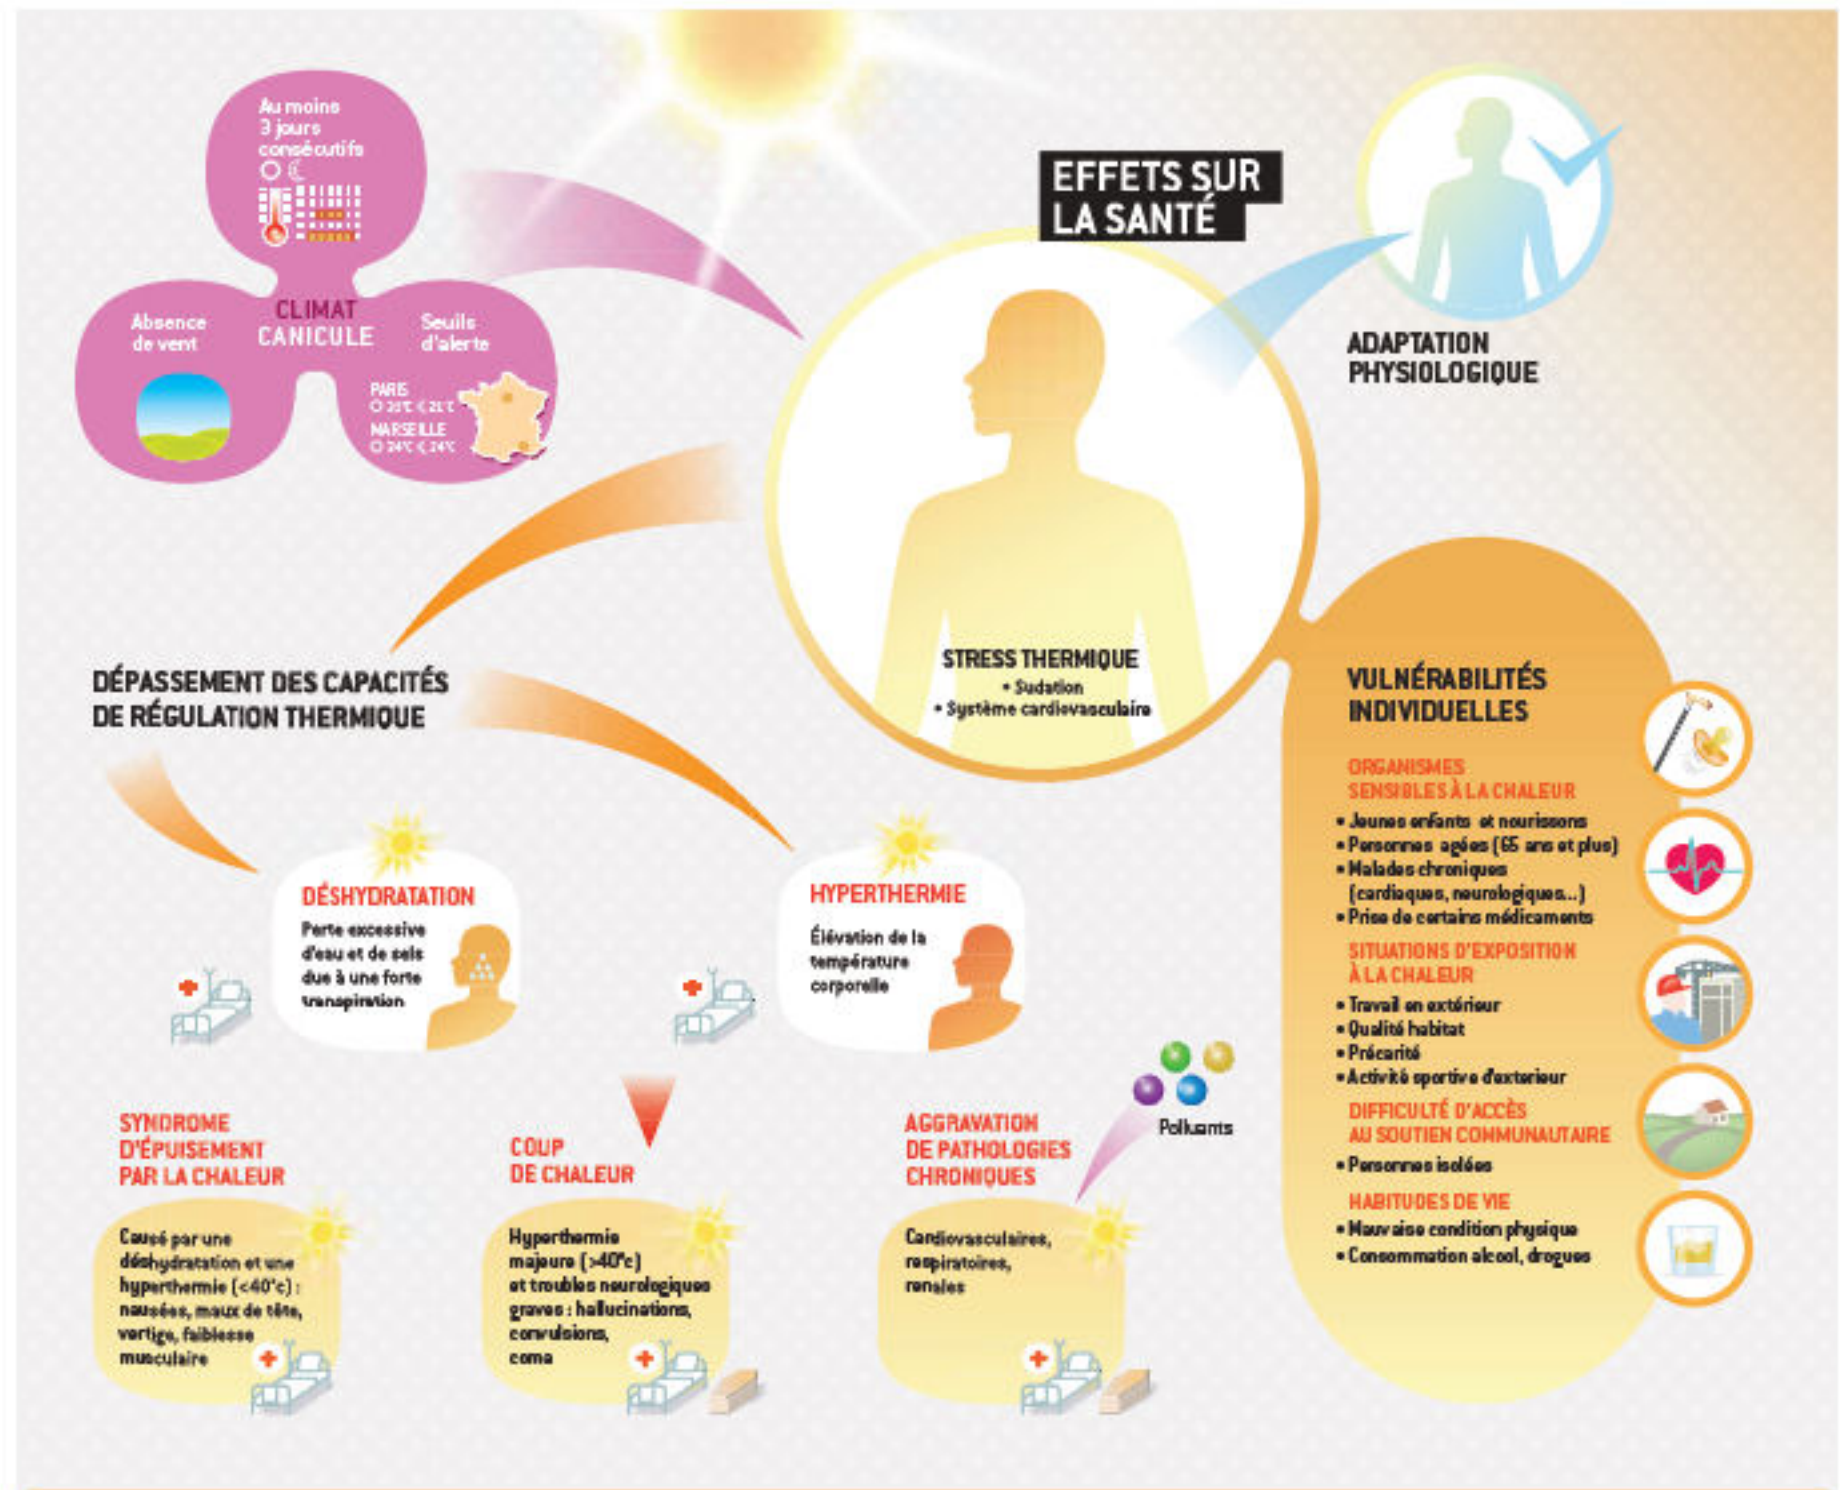 EFFETS SUR
LA SANTÉ
Au moins
3 jours
consécutifs
CLIMAT
CANICULE
Absence
de vent
Seuils
d'alerte
PARIS
21°C
MARSEILLE
24°C
ADAPTATION
PHYSIOLOGIQUE
STRESS THERMIQUE
• Sudation
• Système cardiovasculaire
DÉPASSEMENT DES CAPACITÉS
DE RÉGULATION THERMIQUE
DÉSHYDRATATION
Perte excessive
d'eau et de sels
due à une forte
transpiration
HYPERTHERMIE
Élévation de la
température
corporelle
SYNDROME
D'ÉPUISEMENT
PAR LA CHALEUR
Causé par une
déshydratation et une
hyperthermie (<40°c) :
nausées, maux de tête,
vertige, faiblesse
musculaire
COUP
DE CHALEUR
Hyperthermie
majeure (>40°c)
et troubles neurologiques
graves : hallucinations,
convulsions,
coma
AGGRAVATION
DE PATHOLOGIES
CHRONIQUES
Polluants
Cardiovasculaires,
respiratoires,
renales
VULNÉRABILITÉS
INDIVIDUELLES
ORGANISMES
SENSIBLES À LA CHALEUR
• Jeunes enfants et nourissons
• Personnes agées (65 ans et plus)
• Malades chroniques
(cardiaques, neurologiques...)
• Prise de certains médicaments
SITUATIONS D'EXPOSITION
À LA CHALEUR
• Travail en extérieur
• Qualité habitat
• Précarité
• Activité sportive d'exterieur
DIFFICULTÉ D'ACCÈS
AU SOUTIEN COMMUNAUTAIRE
• Personnes isolées
HABITUDES DE VIE
• Mauvaise condition physique
• Consommation alcool, drogues